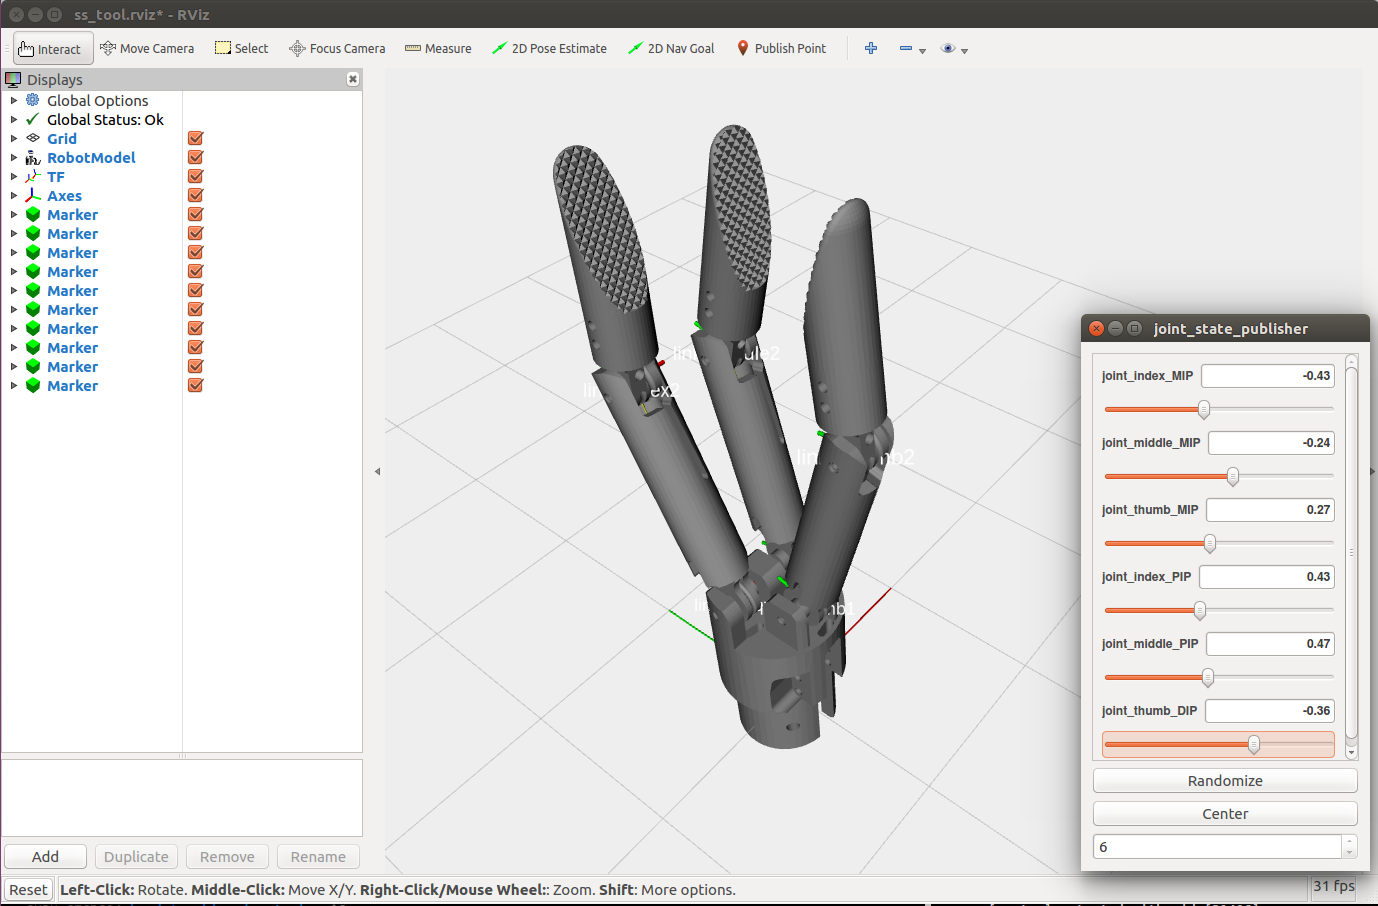 ss_tool.rviz* - RViz
Interact Move Camera Select Focus Camera Measure 2D Pose Estimate 2D Nav Goal Publish Point
Displays
Global Options
Global Status: Ok
Grid
RobotModel
TF
Axes
Marker
Marker
Marker
Marker
Marker
Marker
Marker
Marker
Marker
Marker
Add Duplicate Remove Rename
Reset Left-Click: Rotate. Middle-Click: Move X/Y. Right-Click/Mouse Wheel:: Zoom. Shift: More options. 31 fps
joint_state_publisher
joint_index_MIP -0.43
joint_middle_MIP -0.24
joint_thumb_MIP 0.27
joint_index_PIP 0.43
joint_middle_PIP 0.47
joint_thumb_DIP -0.36
Randomize
Center
6